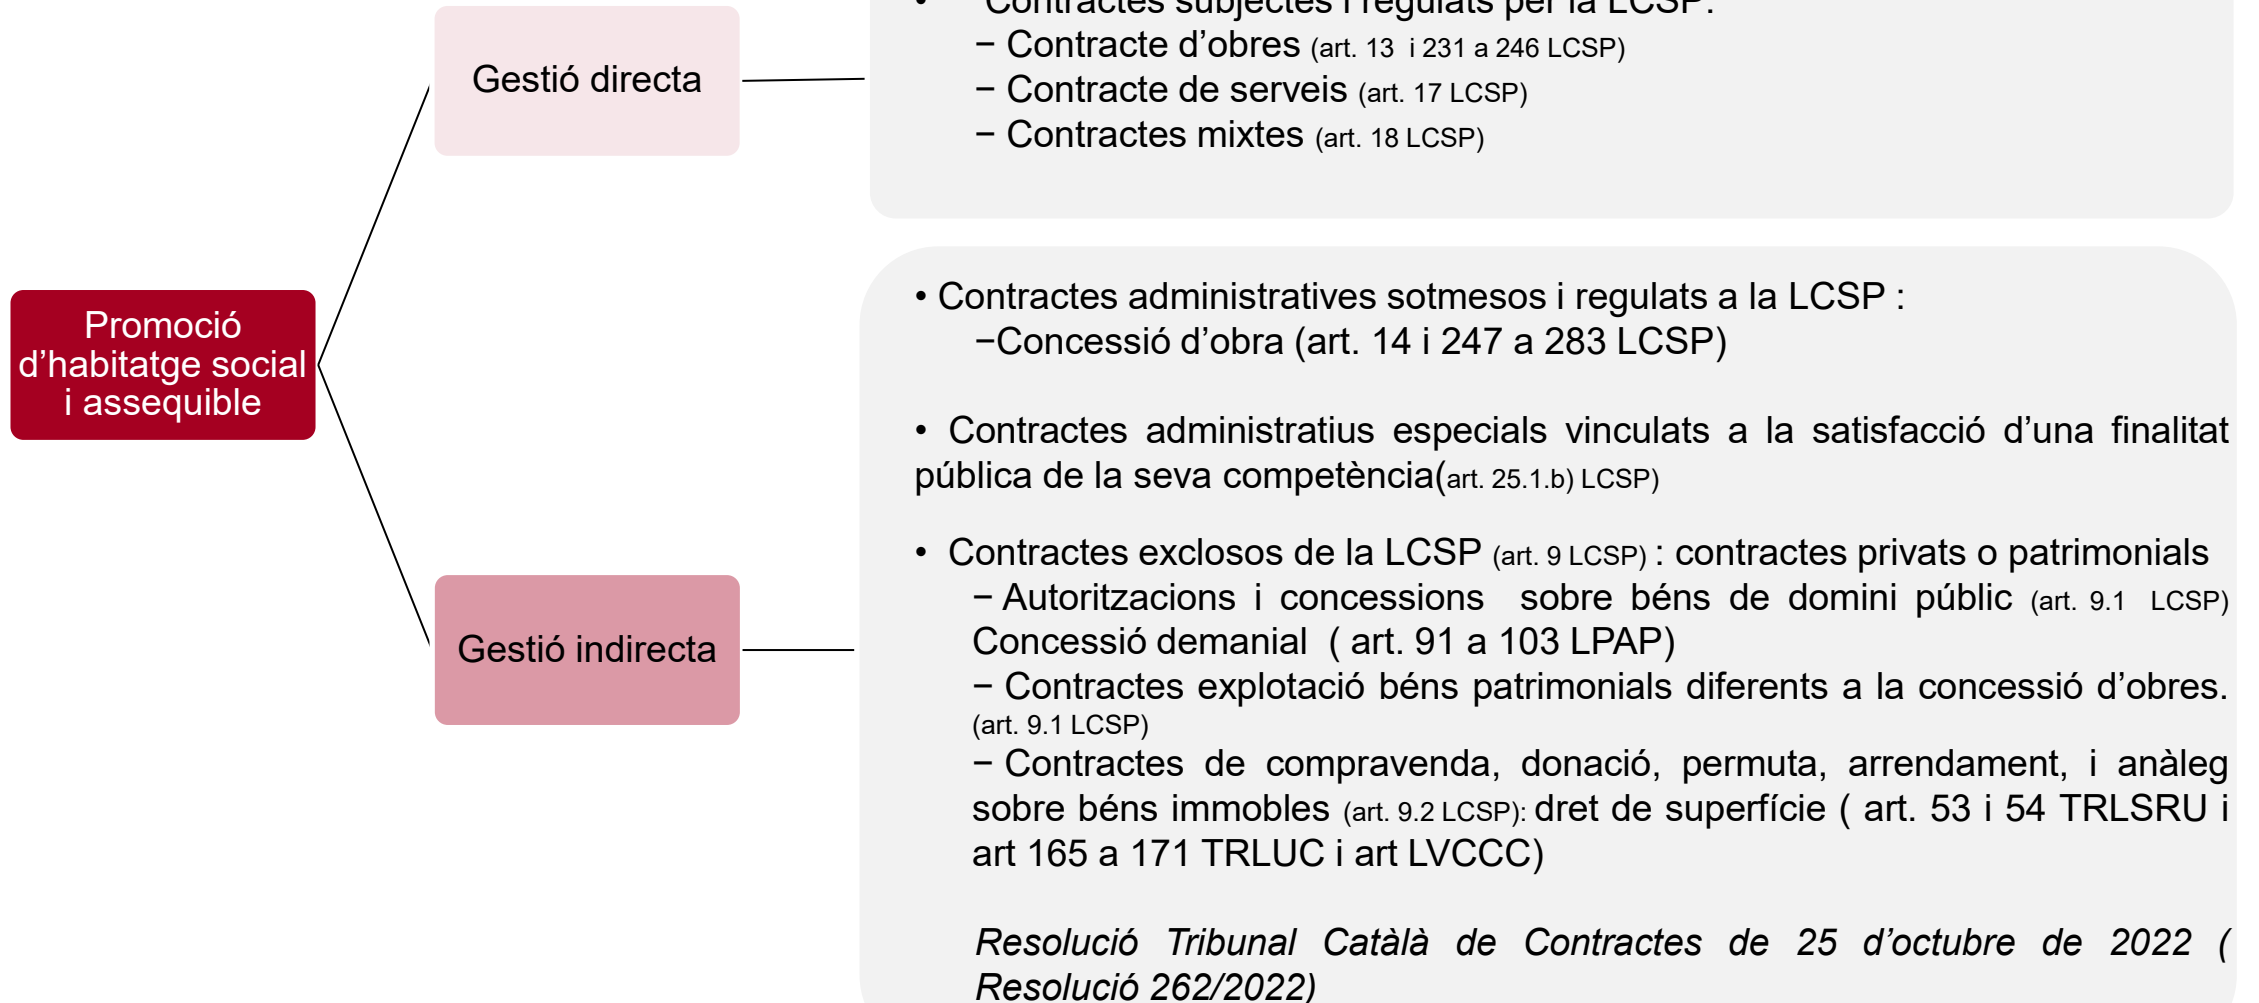 • Contractes subjectes i regulats per la LCSP:
− Contracte d’obres (art. 13 i 231 a 246 LCSP)
− Contracte de serveis (art. 17 LCSP)
− Contractes mixtes (art. 18 LCSP)
Gestió directa
Promoció
d’habitatge social
i assequible
Gestió indirecta
• Contractes administratives sotmesos i regulats a la LCSP :
−Concessió d’obra (art. 14 i 247 a 283 LCSP)
• Contractes administratius especials vinculats a la satisfacció d’una finalitat
pública de la seva competència(art. 25.1.b) LCSP)
• Contractes exclosos de la LCSP (art. 9 LCSP) : contractes privats o patrimonials
− Autoritzacions i concessions sobre béns de domini públic (art. 9.1 LCSP)
Concessió demanial ( art. 91 a 103 LPAP)
− Contractes explotació béns patrimonials diferents a la concessió d’obres.
(art. 9.1 LCSP)
− Contractes de compravenda, donació, permuta, arrendament, i anàleg
sobre béns immobles (art. 9.2 LCSP): dret de superfície ( art. 53 i 54 TRLSRU i
art 165 a 171 TRLUC i art LVCCC)
Resolució Tribunal Català de Contractes de 25 d’octubre de 2022 (
Resolució 262/2022)